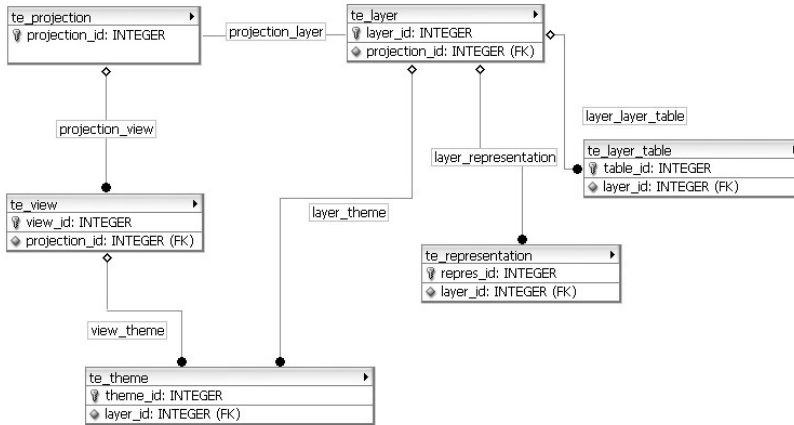 te_projection
projection_id: INTEGER
projection_layer
te_layer
layer_id: INTEGER
projection_id: INTEGER (FK)
projection_view
layer_layer_table
layer_representation
te_layer_table
table_id: INTEGER
layer_id: INTEGER (FK)
te_view
view_id: INTEGER
projection_id: INTEGER (FK)
layer_theme
te_representation
repres_id: INTEGER
layer_id: INTEGER (FK)
view_theme
te_theme
theme_id: INTEGER
layer_id: INTEGER (FK)